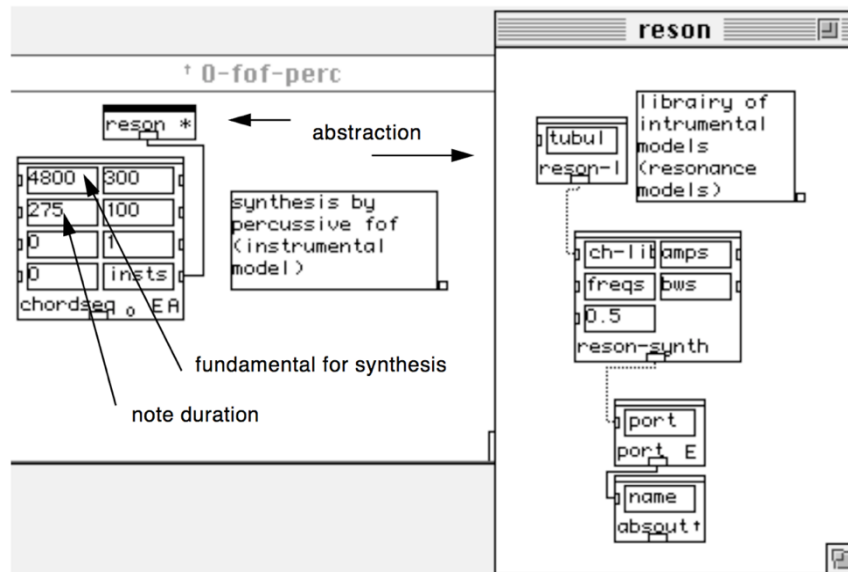 † 0-fof-perc
reson *
abstraction
4800 300
275 100
0 1
0 insts
chordseq o E A
synthesis by
percussive fof
(instrumental
model)
fundamental for synthesis
note duration
reson
tubul
reson-l
librairy of
intrumental
models
(resonance
models)
ch-lib amps
freqs bws
0.5
reson-synth
port
port E
name
absout↑